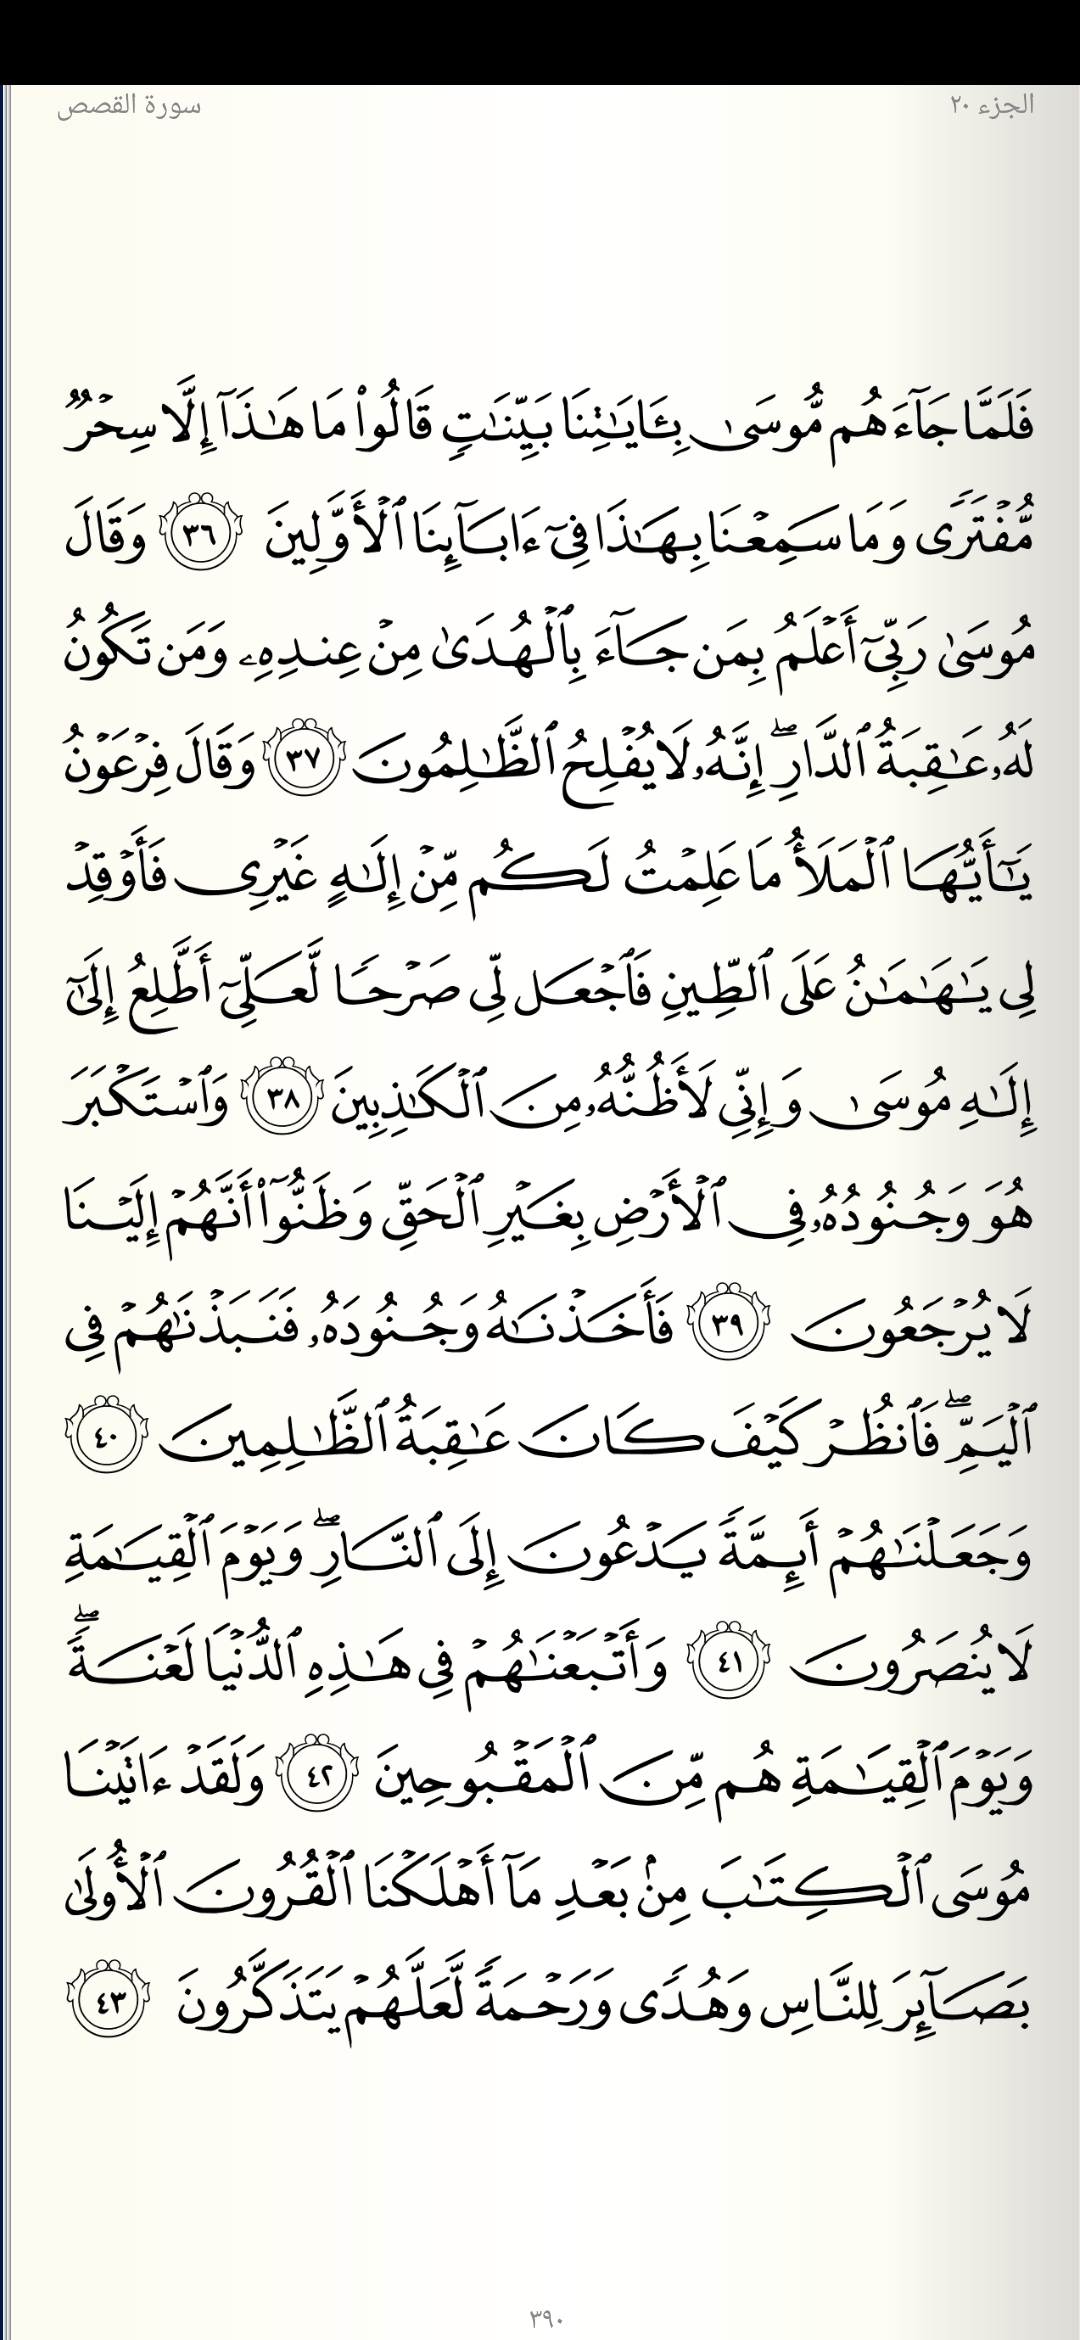 الجزء ٢٠
سورة القصص
فَلَمَّا جَآءَهُم مُّوسَىٰ بِـَٔايَـٰتِنَا بَيِّنَـٰتٍ قَالُوا۟ مَا هَـٰذَآ إِلَّا سِحْرٌ
مُّفْتَرًى وَمَا سَمِعْنَا بِهَـٰذَا فِىٓ ءَابَآئِنَا ٱلْأَوَّلِينَ ٣٦ وَقَالَ
مُوسَىٰ رَبِّىٓ أَعْلَمُ بِمَن جَآءَ بِٱلْهُدَىٰ مِنْ عِندِهِۦ وَمَن تَكُونُ
لَهُۥ عَـٰقِبَةُ ٱلدَّارِ ۖ إِنَّهُۥ لَا يُفْلِحُ ٱلظَّـٰلِمُونَ ٣٧ وَقَالَ فِرْعَوْنُ
يَـٰٓأَيُّهَا ٱلْمَلَأُ مَا عَلِمْتُ لَكُم مِّنْ إِلَـٰهٍ غَيْرِى فَأَوْقِدْ
لِى يَـٰهَـٰمَـٰنُ عَلَى ٱلطِّينِ فَٱجْعَل لِّى صَرْحًا لَّعَلِّىٓ أَطَّلِعُ إِلَىٰٓ
إِلَـٰهِ مُوسَىٰ وَإِنِّى لَأَظُنُّهُۥ مِنَ ٱلْكَـٰذِبِينَ ٣٨ وَٱسْتَكْبَرَ
هُوَ وَجُنُودُهُۥ فِى ٱلْأَرْضِ بِغَيْرِ ٱلْحَقِّ وَظَنُّوٓا۟ أَنَّهُمْ إِلَيْنَا
لَا يُرْجَعُونَ ٣٩ فَأَخَذْنَـٰهُ وَجُنُودَهُۥ فَنَبَذْنَـٰهُمْ فِى
ٱلْيَمِّ ۖ فَٱنظُرْ كَيْفَ كَانَ عَـٰقِبَةُ ٱلظَّـٰلِمِينَ ٤٠
وَجَعَلْنَـٰهُمْ أَئِمَّةً يَدْعُونَ إِلَى ٱلنَّارِ ۖ وَيَوْمَ ٱلْقِيَـٰمَةِ
لَا يُنصَرُونَ ٤١ وَأَتْبَعْنَـٰهُمْ فِى هَـٰذِهِ ٱلدُّنْيَا لَعْنَةً ۖ
وَيَوْمَ ٱلْقِيَـٰمَةِ هُم مِّنَ ٱلْمَقْبُوحِينَ ٤٢ وَلَقَدْ ءَاتَيْنَا
مُوسَى ٱلْكِتَـٰبَ مِنۢ بَعْدِ مَآ أَهْلَكْنَا ٱلْقُرُونَ ٱلْأُولَىٰ
بَصَآئِرَ لِلنَّاسِ وَهُدًى وَرَحْمَةً لَّعَلَّهُمْ يَتَذَكَّرُونَ ٤٣
٣٩٠